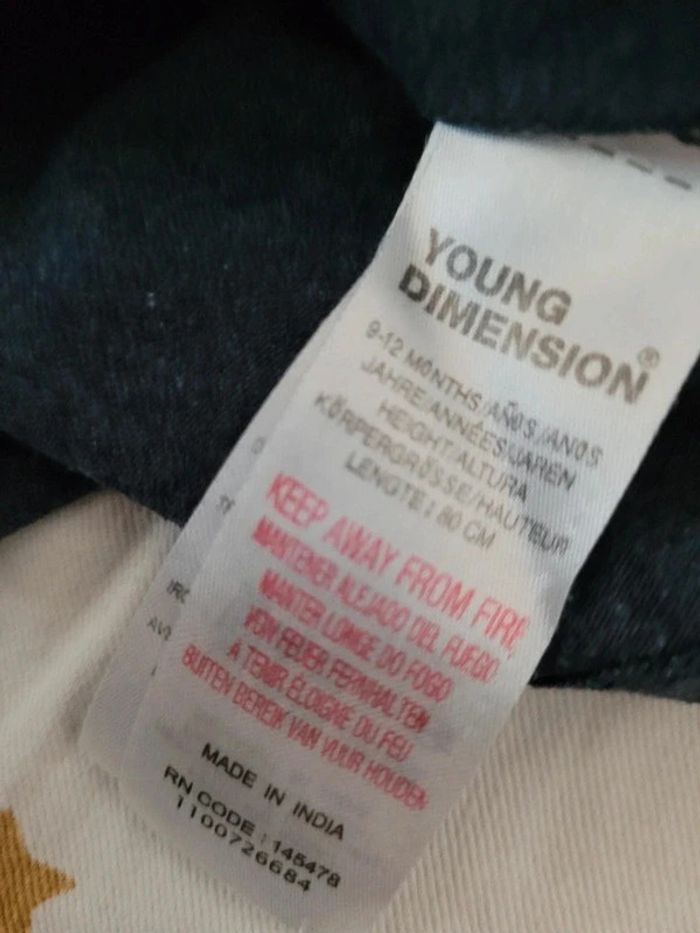 YOUNG
DIMENSION®
9-12 MONTHS/AÑOS/ANOS
JAHRE/ANNÉES/JAREN
HEIGHT/ALTURA
KÖRPERGRÖSSE/HAUTEUR
LENGTE: 80 CM
KEEP AWAY FROM FIRE
MANTENER ALEJADO DEL FUEGO
MANTER LONGE DO FOGO
VON FEUER FERNHALTEN
A TENIR ÉLOIGNÉ DU FEU
BUITEN BEREIK VAN VUUR HOUDEN
MADE IN INDIA
RN CODE : 145478
1100726684